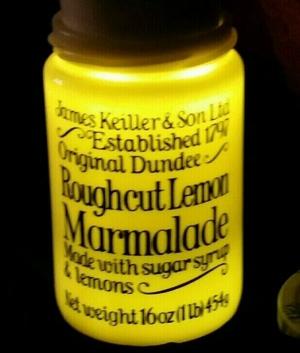 James Keiller & Son Ltd
Established 1797
Original Dundee
Roughcut Lemon
Marmalade
Made with sugar syrup
& lemons
Net weight 16oz (1lb) 454g